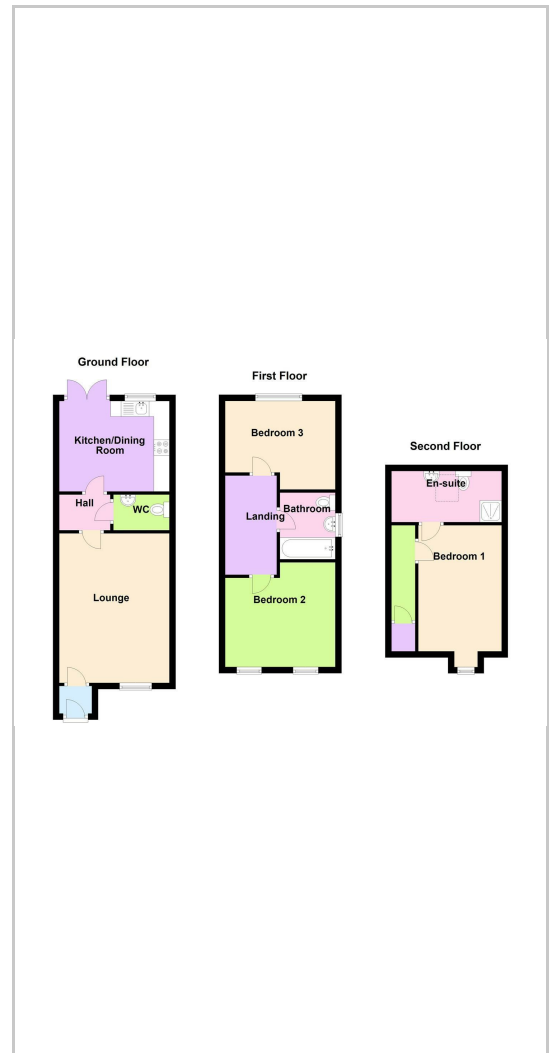 Ground Floor
Kitchen/Dining
Room
Hall
WC
Lounge
First Floor
Bedroom 3
Landing
Bathroom
Bedroom 2
Second Floor
En-suite
Bedroom 1